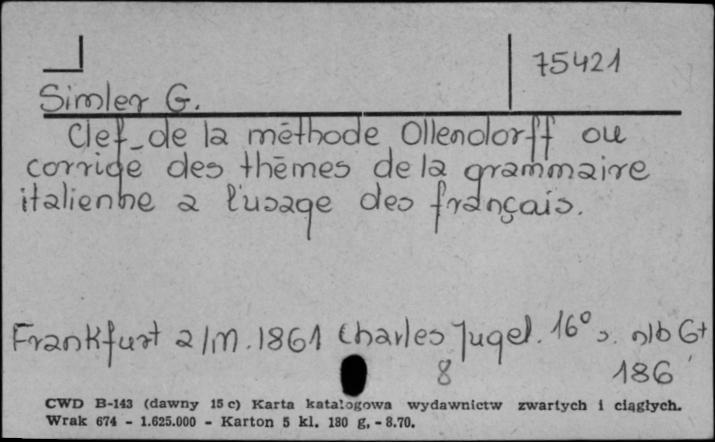 75421
Simler G.
Clef de la méthode Ollendorff ou
corrigé des thèmes de la grammaire
italienne a l'usage des français.
Frankfurt a/M. 1861 Charles Jugel. 16° s. nlb G+
8 186
CWD B-143 (dawny 15 c) Karta katalogowa wydawnictw zwartych i ciągłych.
Wrak 674 - 1.625.000 - Karton 5 kl. 180 g, - 8.70.